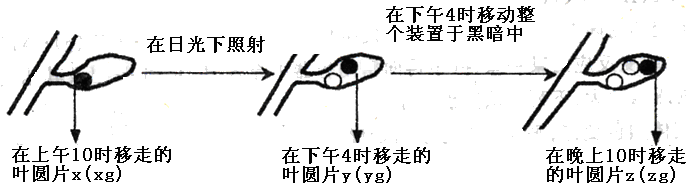 在日光下照射
在下午4时移动整
个装置于黑暗中
在上午10时移走的
叶圆片x(xg)
在下午4时移走的
叶圆片y(yg)
在晚上10时移走
的叶圆片z(zg)